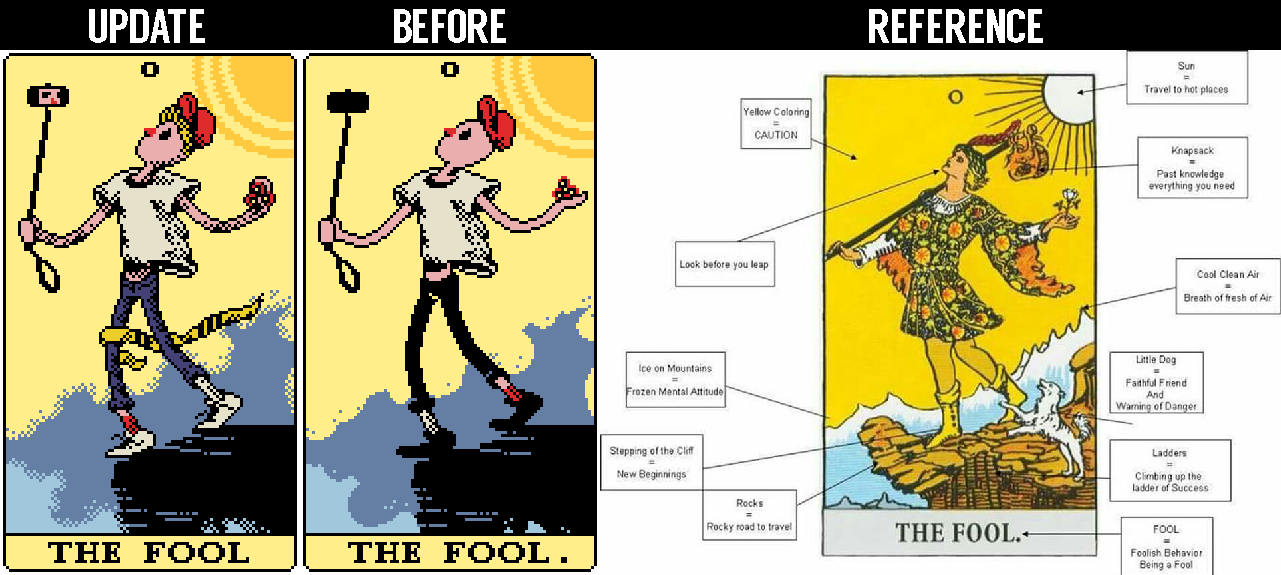 UPDATE
BEFORE
REFERENCE
O
THE FOOL
O
THE FOOL.
O
THE FOOL.
Sun
=
Travel to hot places
Yellow Coloring
=
CAUTION
Knapsack
=
Past knowledge
everything you need
Look before you leap
Cool Clean Air
=
Breath of fresh of Air
Ice on Mountains
=
Frozen Mental Attitude
Little Dog
=
Faithful Friend
And
Warning of Danger
Stepping of the Cliff
=
New Beginnings
Ladders
=
Climbing up the
ladder of Success
Rocks
=
Rocky road to travel
FOOL
=
Foolish Behavior
Being a Fool